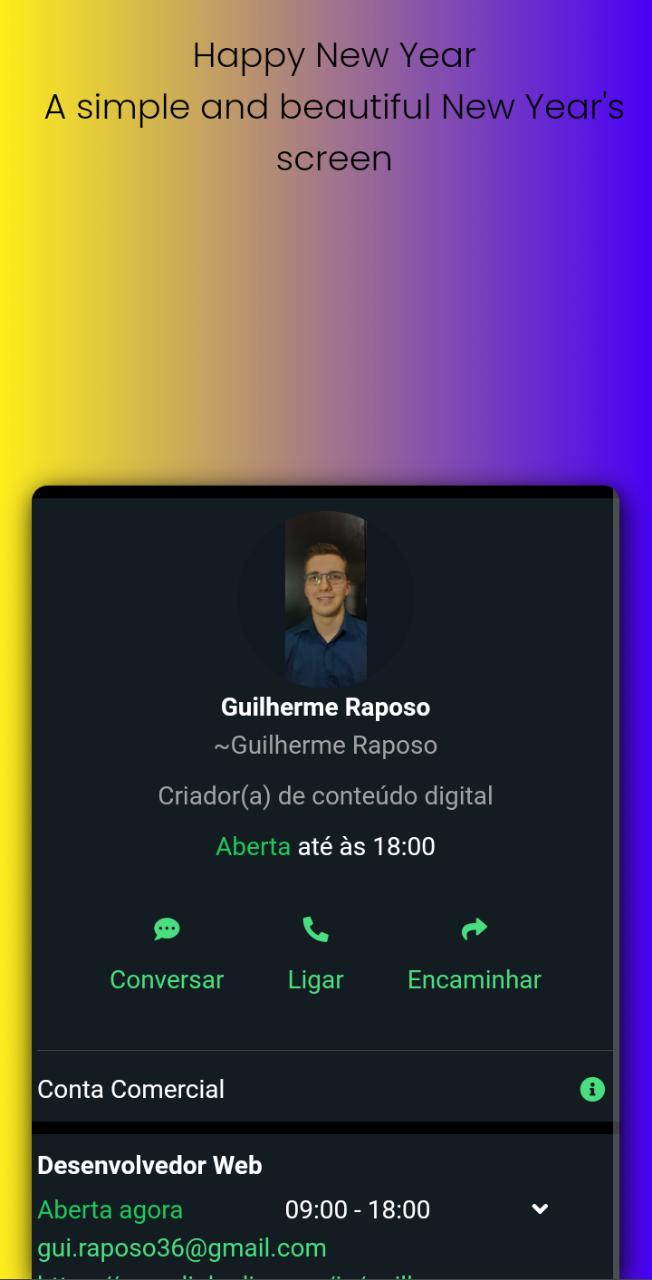 Happy New Year
A simple and beautiful New Year's
screen
Guilherme Raposo
~Guilherme Raposo
Criador(a) de conteúdo digital
Aberta até às 18:00
Conversar Ligar Encaminhar
Conta Comercial
Desenvolvedor Web
Aberta agora 09:00 - 18:00
gui.raposo36@gmail.com